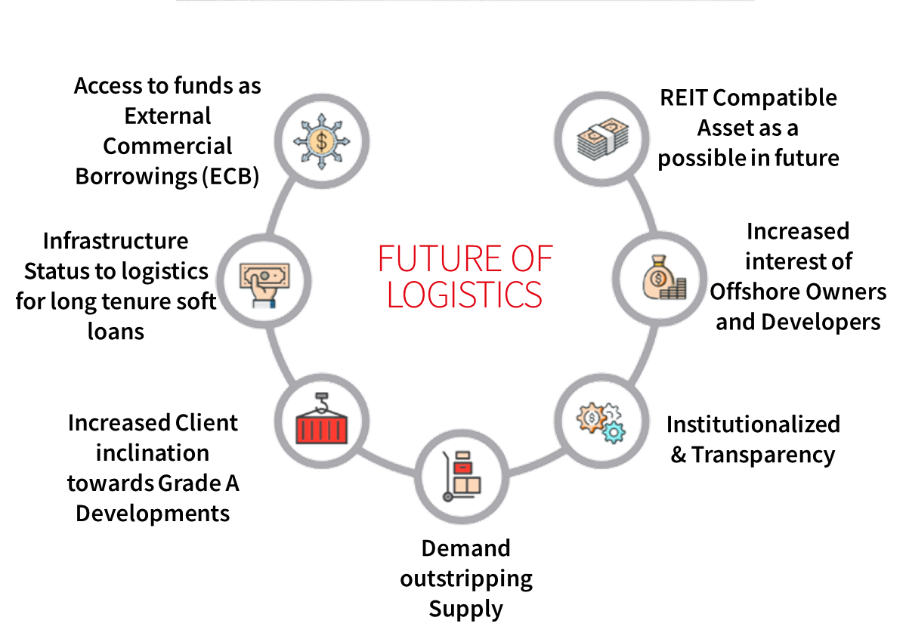 Access to funds as
External
Commercial
Borrowings (ECB)
Infrastructure
Status to logistics
for long tenure soft
loans
Increased Client
inclination
towards Grade A
Developments
Demand
outstripping
Supply
Institutionalized
& Transparency
Increased
interest of
Offshore Owners
and Developers
REIT Compatible
Asset as a
possible in future
FUTURE OF
LOGISTICS